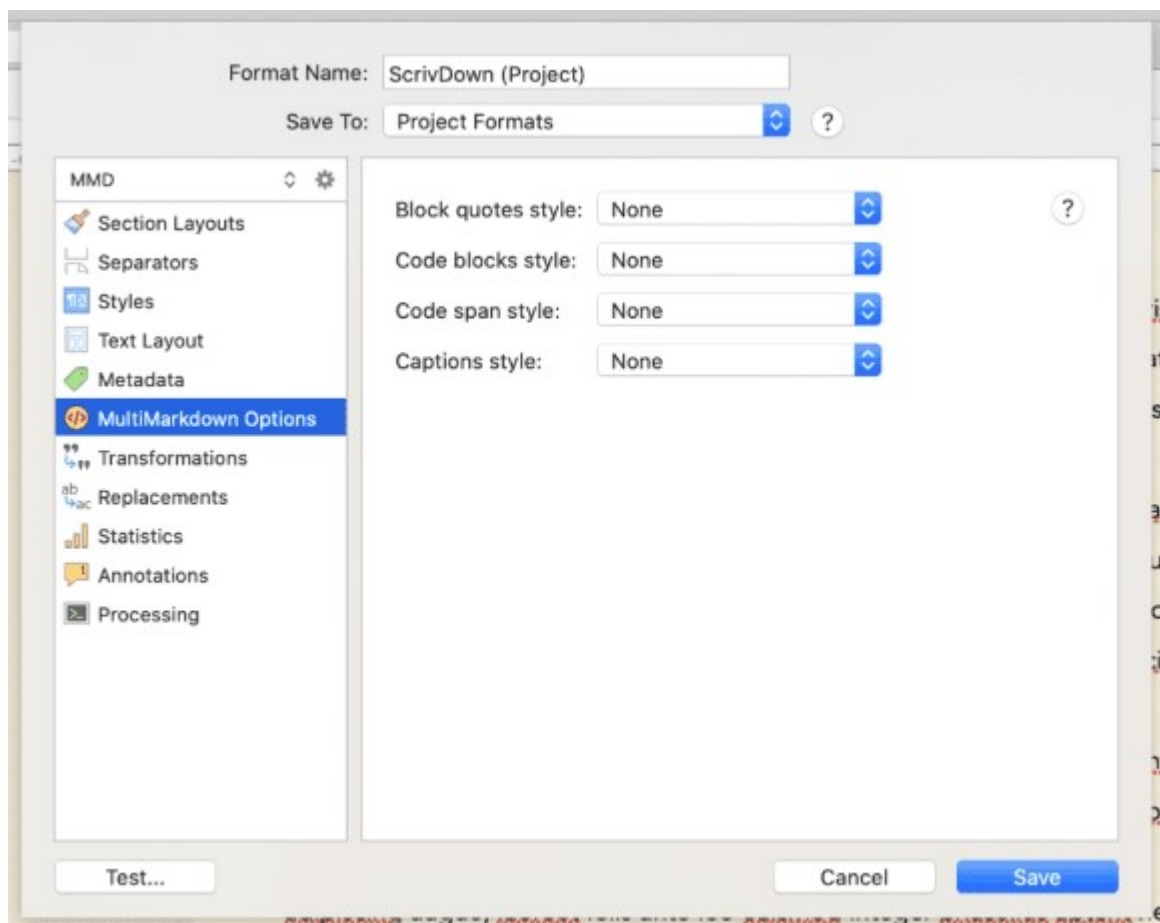 Format Name: ScrivDown (Project)
Save To: Project Formats ?
MMD
Section Layouts
Separators
Styles
Text Layout
Metadata
MultiMarkdown Options
Transformations
Replacements
Statistics
Annotations
Processing
Block quotes style: None ?
Code blocks style: None
Code span style: None
Captions style: None
Test... Cancel Save